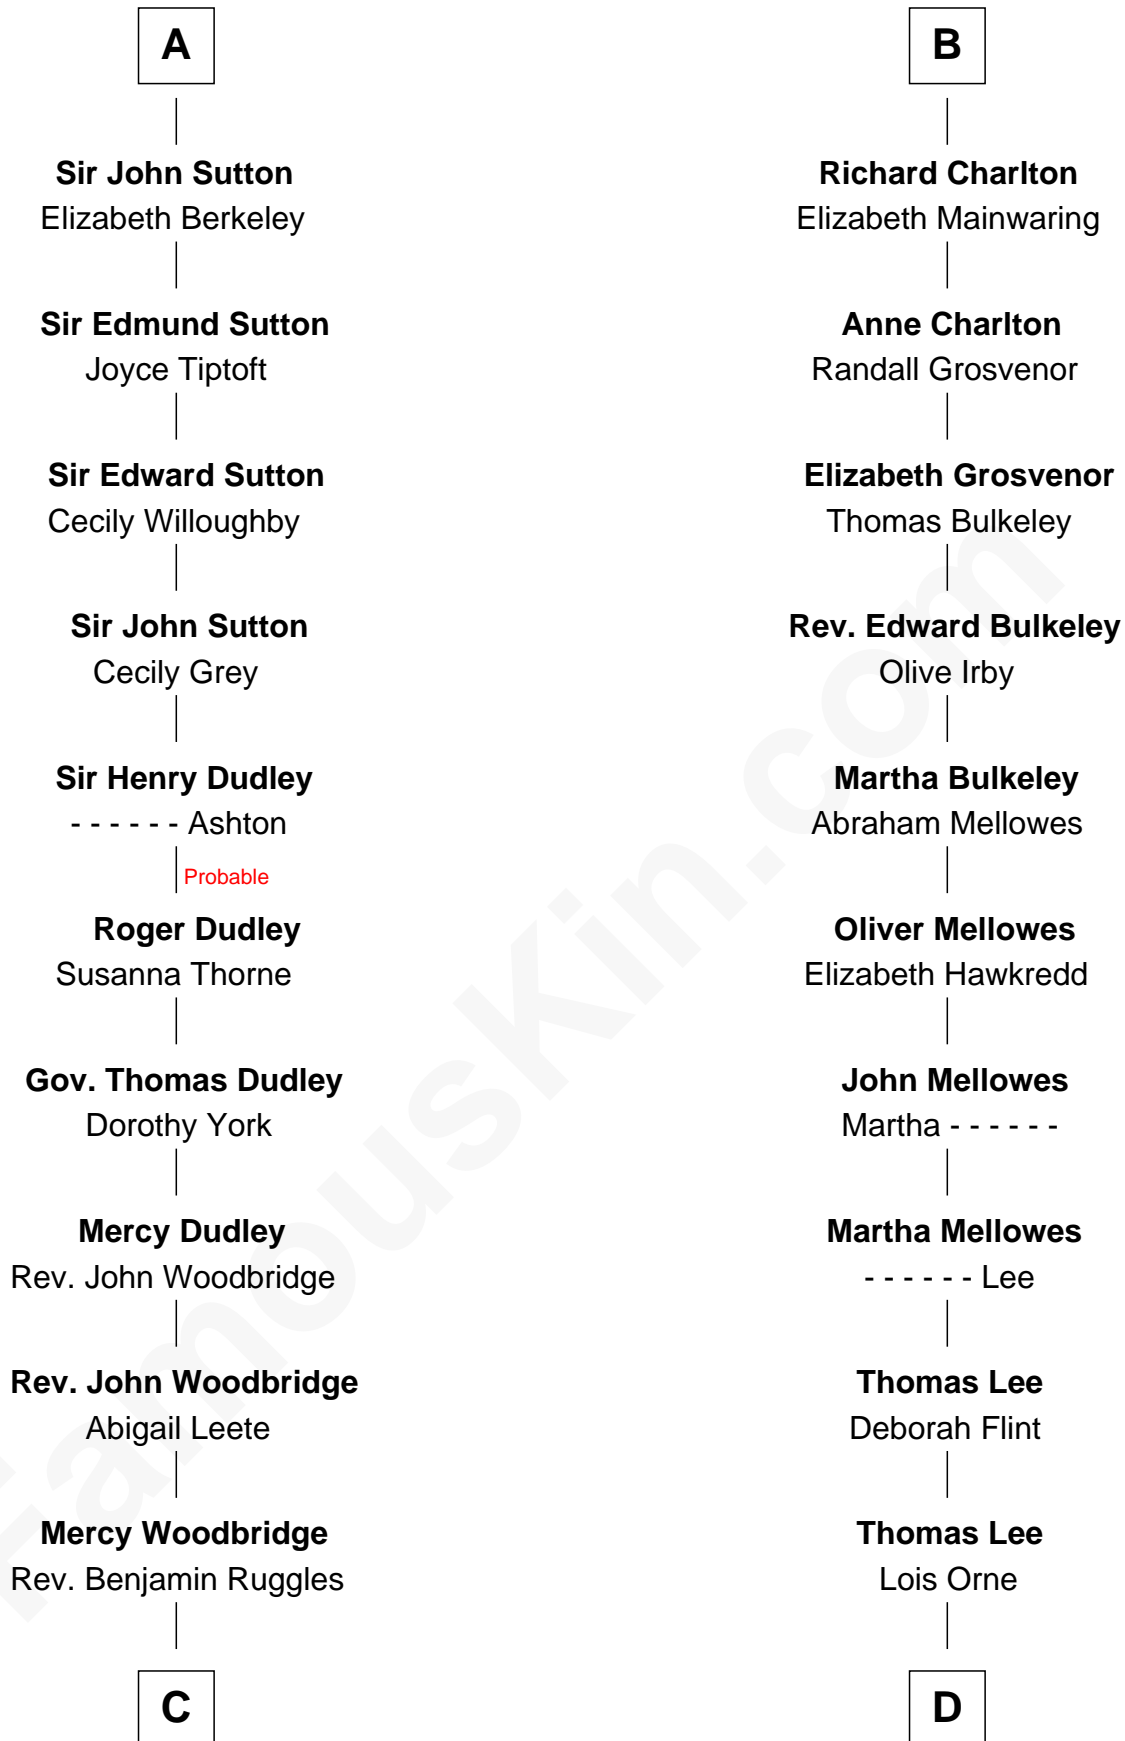 A
Sir John Sutton
Elizabeth Berkeley
Sir Edmund Sutton
Joyce Tiptoft
Sir Edward Sutton
Cecily Willoughby
Sir John Sutton
Cecily Grey
Sir Henry Dudley
- - - - - - Ashton
Probable
Roger Dudley
Susanna Thorne
Gov. Thomas Dudley
Dorothy York
Mercy Dudley
Rev. John Woodbridge
Rev. John Woodbridge
Abigail Leete
Mercy Woodbridge
Rev. Benjamin Ruggles
C
B
Richard Charlton
Elizabeth Mainwaring
Anne Charlton
Randall Grosvenor
Elizabeth Grosvenor
Thomas Bulkeley
Rev. Edward Bulkeley
Olive Irby
Martha Bulkeley
Abraham Mellowes
Oliver Mellowes
Elizabeth Hawkredd
John Mellowes
Martha - - - - - -
Martha Mellowes
- - - - - - Lee
Thomas Lee
Deborah Flint
Thomas Lee
Lois Orne
D
FamousKin.com